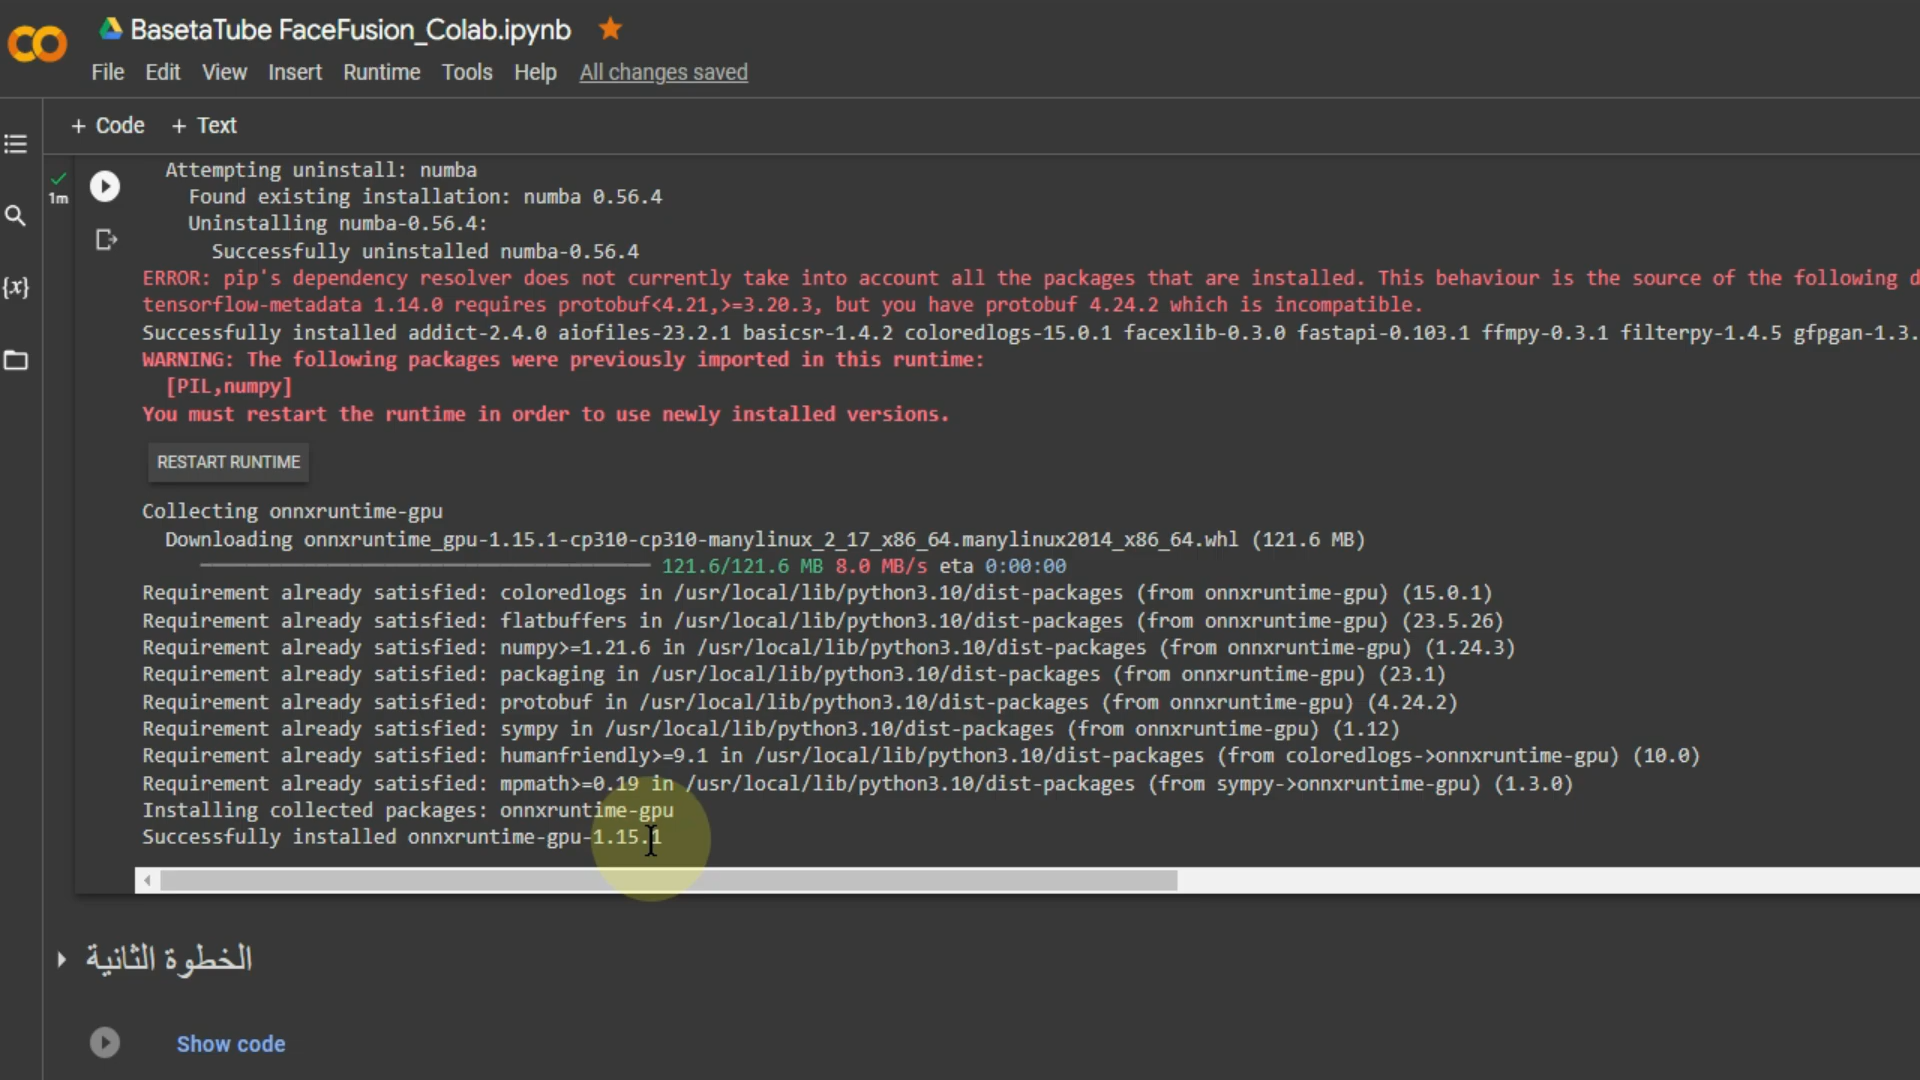 BasetaTube FaceFusion_Colab.ipynb
File Edit View Insert Runtime Tools Help All changes saved
+ Code + Text
Attempting uninstall: numba
1m
Found existing installation: numba 0.56.4
Uninstalling numba-0.56.4:
Successfully uninstalled numba-0.56.4
ERROR: pip's dependency resolver does not currently take into account all the packages that are installed. This behaviour is the source of the following d
tensorflow-metadata 1.14.0 requires protobuf<4.21,>=3.20.3, but you have protobuf 4.24.2 which is incompatible.
Successfully installed addict-2.4.0 aiofiles-23.2.1 basicsr-1.4.2 coloredlogs-15.0.1 facexlib-0.3.0 fastapi-0.103.1 ffmpy-0.3.1 filterpy-1.4.5 gfpgan-1.3.
WARNING: The following packages were previously imported in this runtime:
[PIL,numpy]
You must restart the runtime in order to use newly installed versions.
RESTART RUNTIME
Collecting onnxruntime-gpu
Downloading onnxruntime_gpu-1.15.1-cp310-cp310-manylinux_2_17_x86_64.manylinux2014_x86_64.whl (121.6 MB)
121.6/121.6 MB 8.0 MB/s eta 0:00:00
Requirement already satisfied: coloredlogs in /usr/local/lib/python3.10/dist-packages (from onnxruntime-gpu) (15.0.1)
Requirement already satisfied: flatbuffers in /usr/local/lib/python3.10/dist-packages (from onnxruntime-gpu) (23.5.26)
Requirement already satisfied: numpy>=1.21.6 in /usr/local/lib/python3.10/dist-packages (from onnxruntime-gpu) (1.24.3)
Requirement already satisfied: packaging in /usr/local/lib/python3.10/dist-packages (from onnxruntime-gpu) (23.1)
Requirement already satisfied: protobuf in /usr/local/lib/python3.10/dist-packages (from onnxruntime-gpu) (4.24.2)
Requirement already satisfied: sympy in /usr/local/lib/python3.10/dist-packages (from onnxruntime-gpu) (1.12)
Requirement already satisfied: humanfriendly>=9.1 in /usr/local/lib/python3.10/dist-packages (from coloredlogs->onnxruntime-gpu) (10.0)
Requirement already satisfied: mpmath>=0.19 in /usr/local/lib/python3.10/dist-packages (from sympy->onnxruntime-gpu) (1.3.0)
Installing collected packages: onnxruntime-gpu
Successfully installed onnxruntime-gpu-1.15.1
الخطوة الثانية
Show code